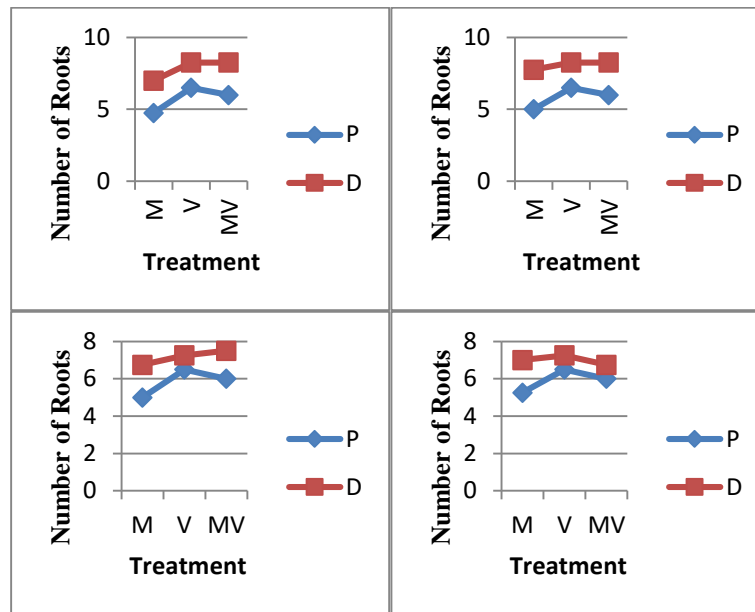 Number of Roots
10
5
0
M
V
MV
Treatment
P
D
Number of Roots
10
5
0
M
V
MV
Treatment
P
D
Number of Roots
8
6
4
2
0
M V MV
Treatment
P
D
Number of Roots
8
6
4
2
0
M V MV
Treatment
P
D